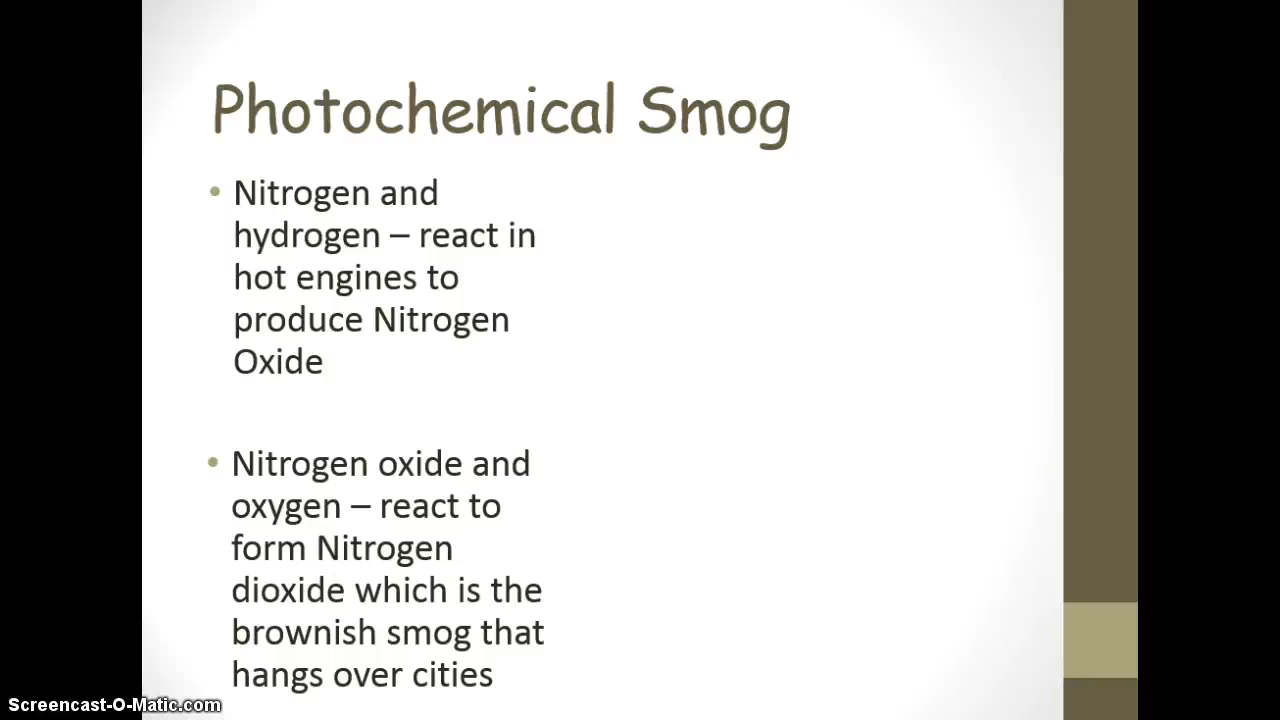 Photochemical Smog
• Nitrogen and
hydrogen – react in
hot engines to
produce Nitrogen
Oxide
• Nitrogen oxide and
oxygen – react to
form Nitrogen
dioxide which is the
brownish smog that
hangs over cities
Screencast-O-Matic.com